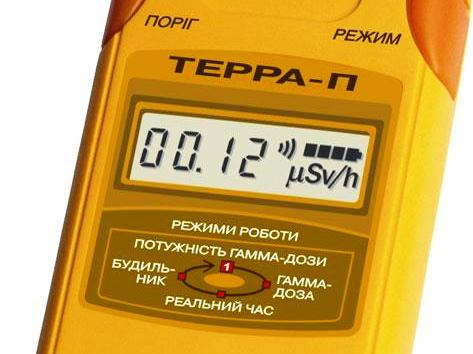 ПОРІГ
РЕЖИМ
ТЕРРА-П
00.12 µSv/h
РЕЖИМИ РОБОТИ
ПОТУЖНІСТЬ ГАММА-ДОЗИ
БУДИЛЬ-
НИК
1
ГАММА-
ДОЗА
РЕАЛЬНИЙ ЧАС